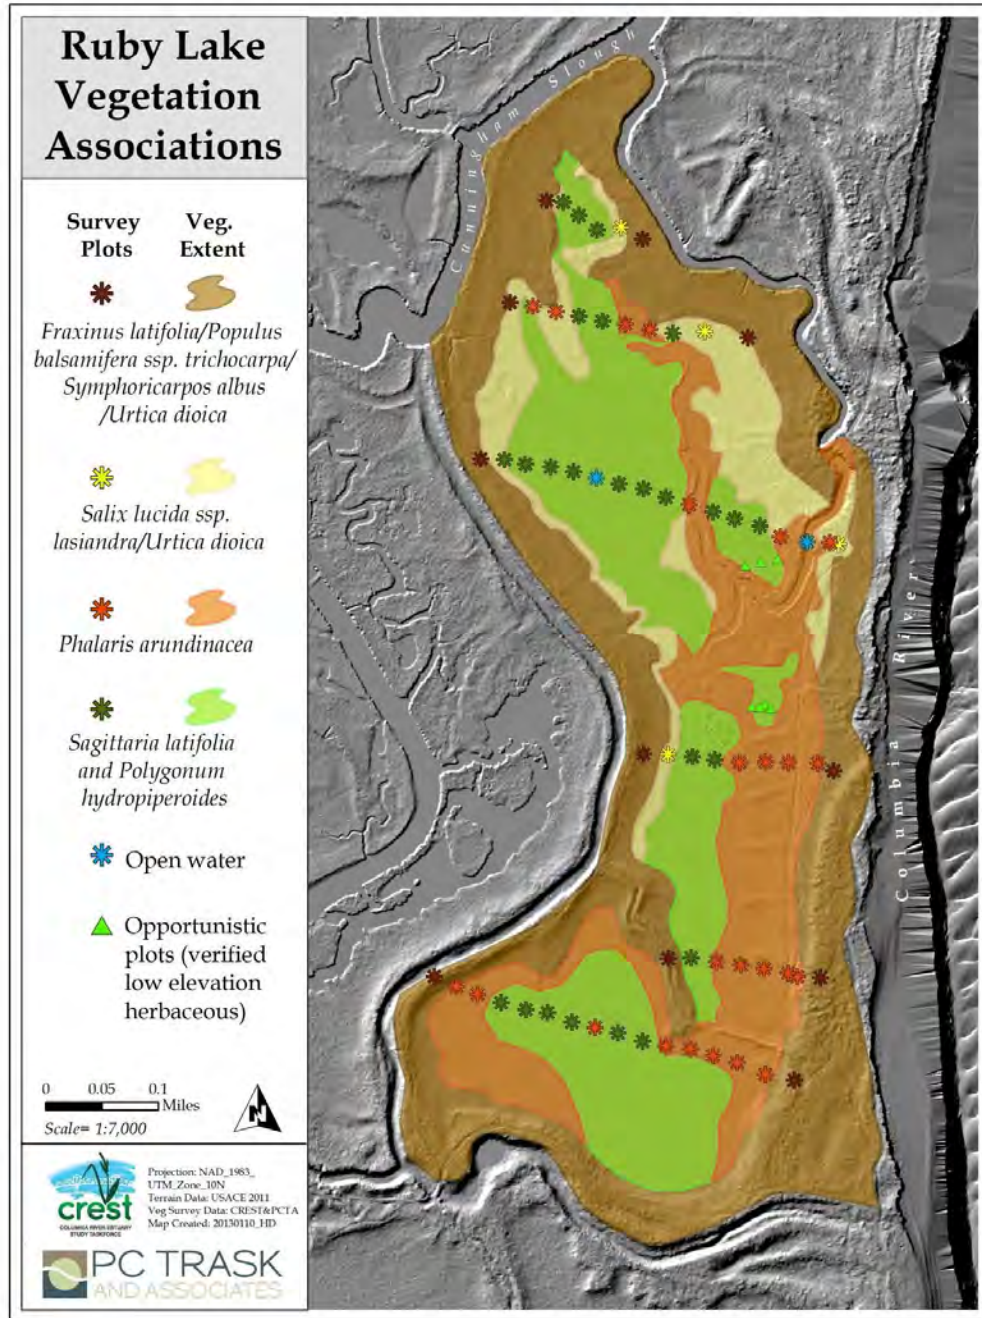 Ruby Lake
Vegetation
Associations
Survey
Plots
Veg.
Extent
Fraxinus latifolia/Populus
balsamifera ssp. trichocarpa/
Symphoricarpos albus
/Urtica dioica
Salix lucida ssp.
lasiandra/Urtica dioica
Phalaris arundinacea
Sagittaria latifolia
and Polygonum
hydropiperoides
Open water
Opportunistic
plots (verified
low elevation
herbaceous)
0 0.05 0.1
Miles
Scale= 1:7,000
N
crest
COLUMBIA RIVER ESTUARY
STUDY TASKFORCE
Projection: NAD_1983_
UTM_Zone_10N
Terrain Data: USACE 2011
Veg Survey Data: CREST&PCTA
Map Created: 20130110_HD
PC TRASK
AND ASSOCIATES
Cunningham Slough
Columbia River